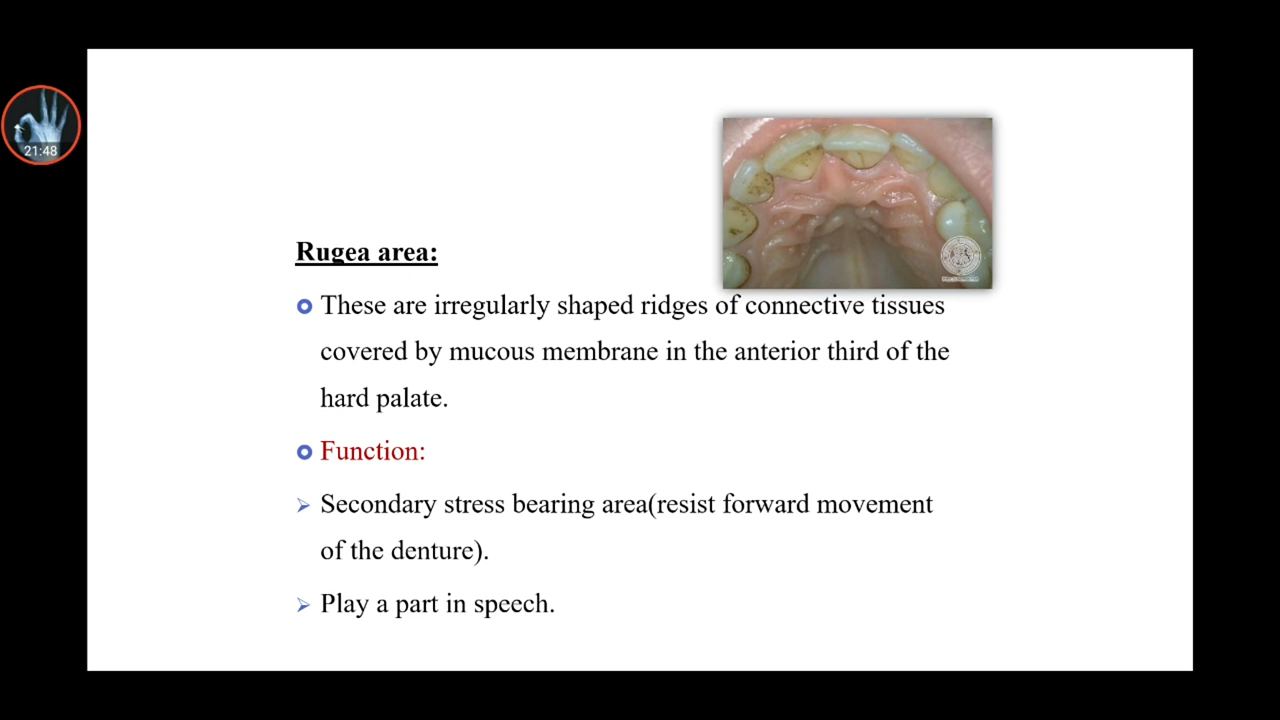 21:48
Rugea area:
These are irregularly shaped ridges of connective tissues
covered by mucous membrane in the anterior third of the
hard palate.
Function:
Secondary stress bearing area(resist forward movement
of the denture).
Play a part in speech.